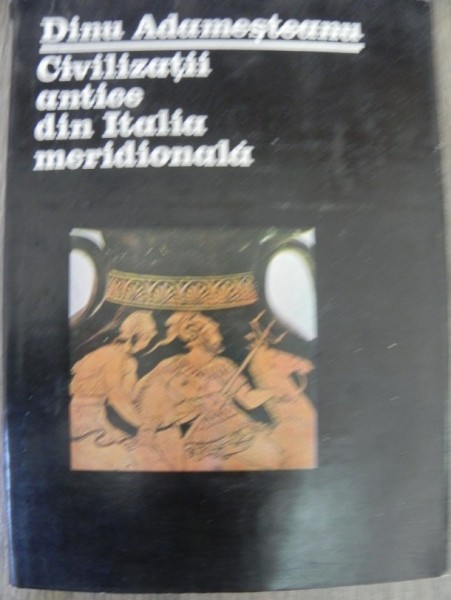 Dinu Adameşteanu
Civilizaţii
antice
din Italia
meridională